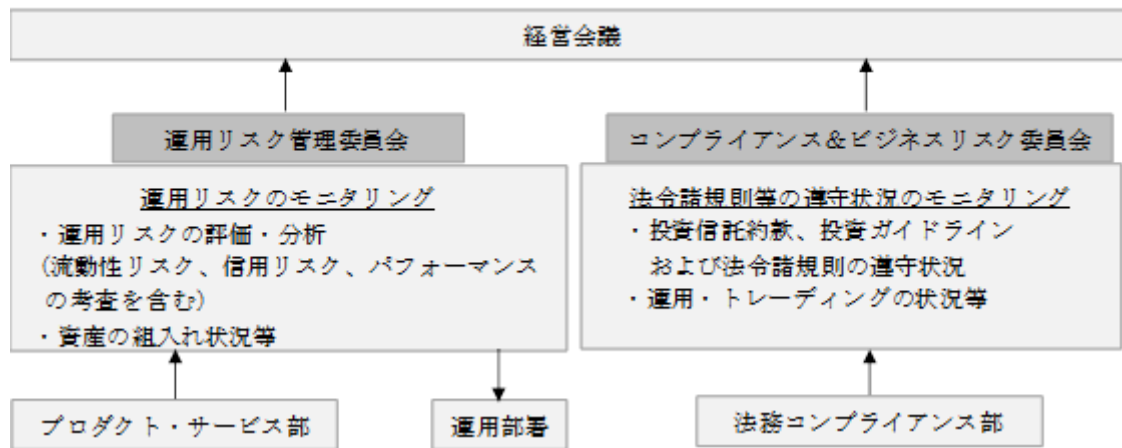 経営会議
運用リスク管理委員会
運用リスクのモニタリング
・運用リスクの評価・分析
(流動性リスク、信用リスク、パフォーマンス
の考査を含む)
・資産の組入れ状況等
プロダクト・サービス部
運用部署
コンプライアンス&ビジネスリスク委員会
法令諸規則等の遵守状況のモニタリング
・投資信託約款、投資ガイドライン
および法令諸規則の遵守状況
・運用・トレーディングの状況等
法務コンプライアンス部